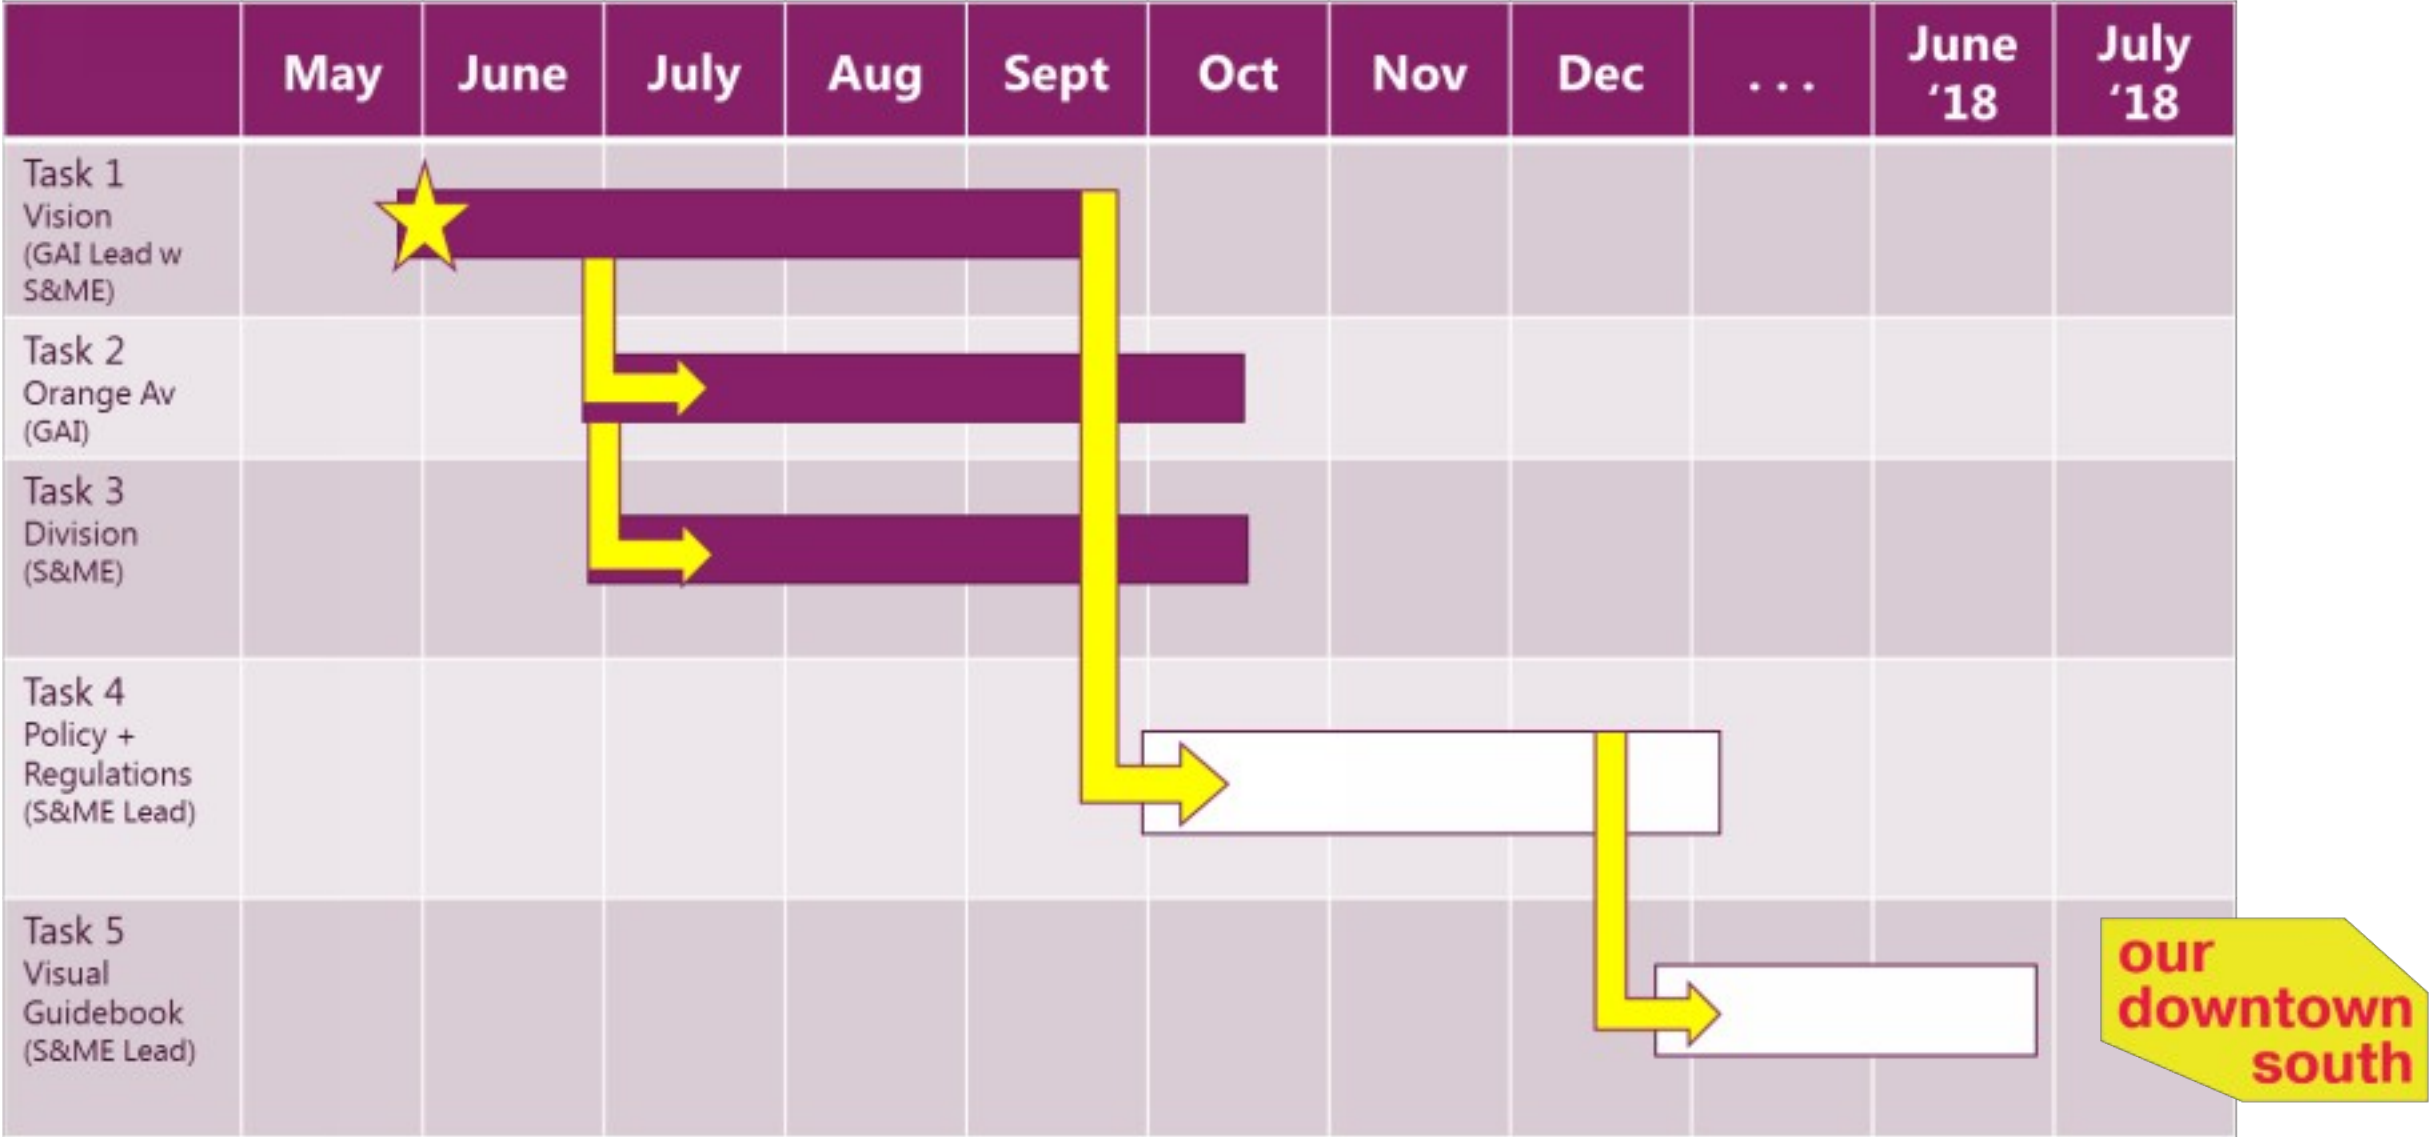 May June July Aug Sept Oct Nov Dec ... June ‘18 July ‘18
Task 1
Vision
(GAI Lead w
S&ME)
Task 2
Orange Av
(GAI)
Task 3
Division
(S&ME)
Task 4
Policy +
Regulations
(S&ME Lead)
Task 5
Visual
Guidebook
(S&ME Lead)
our
downtown
south